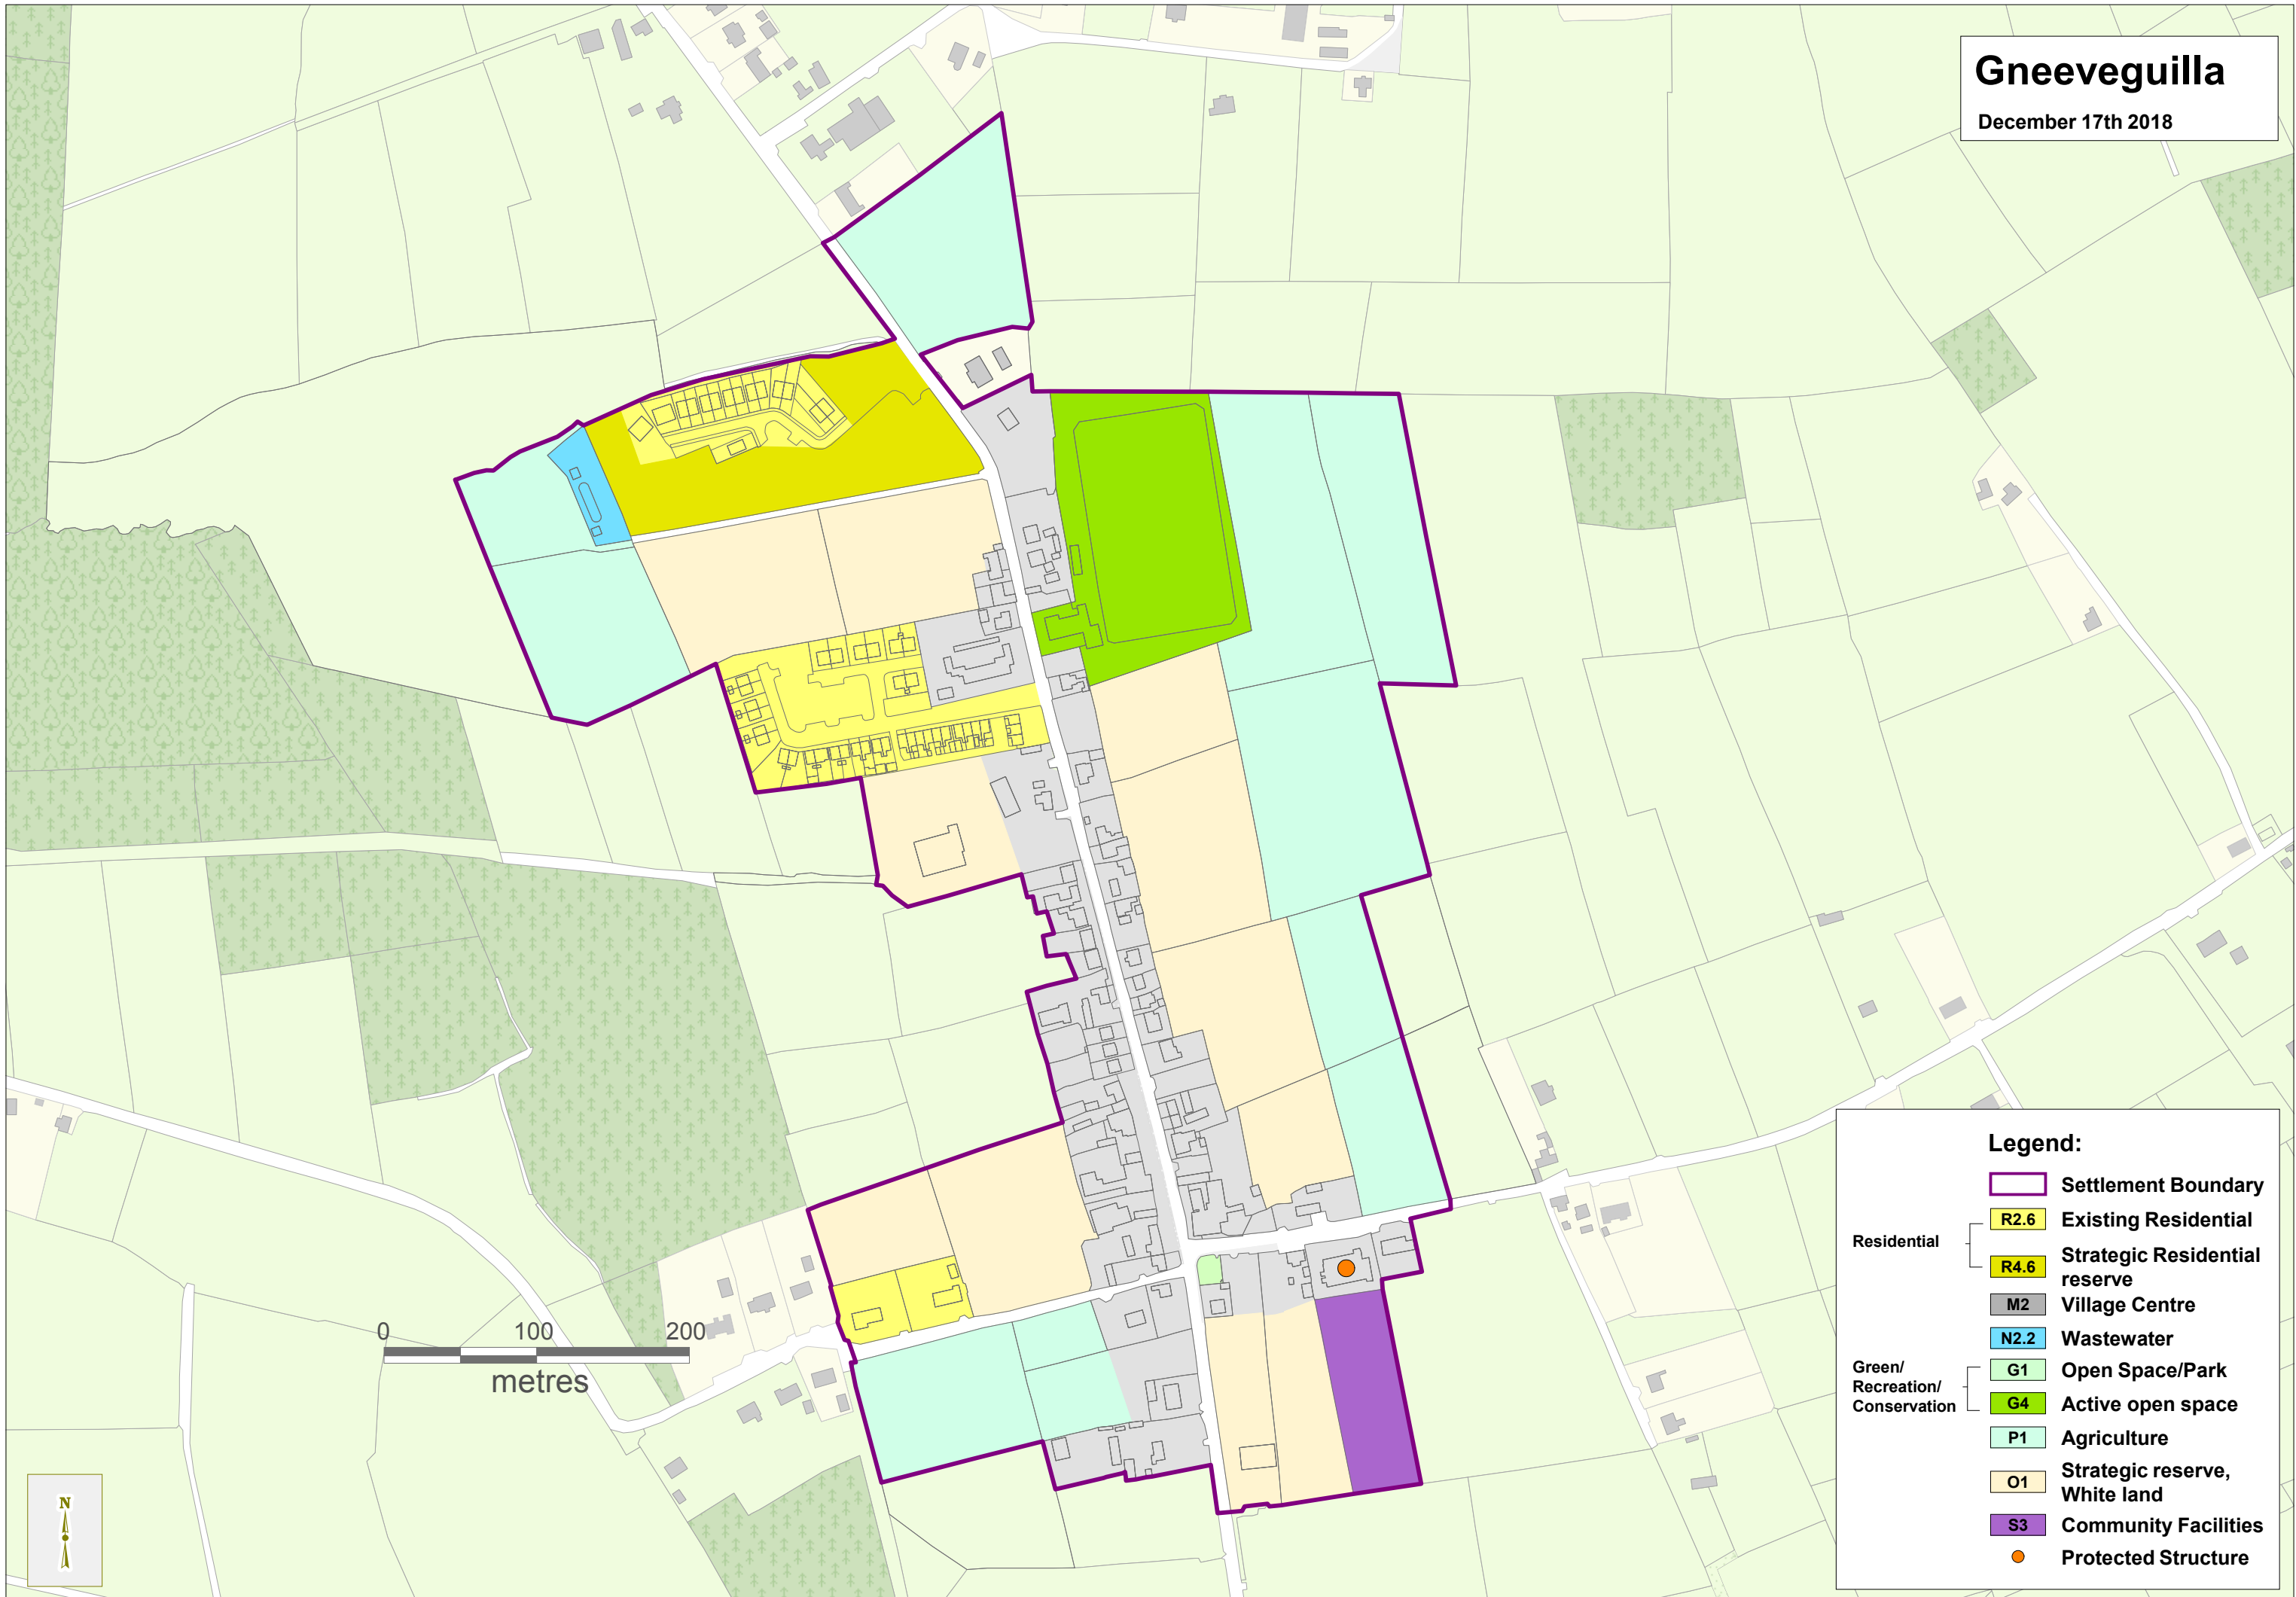 Gneeveguilla
December 17th 2018
0 100 200
metres
N
Legend:
Settlement Boundary
Residential
R2.6 Existing Residential
R4.6 Strategic Residential
reserve
M2 Village Centre
N2.2 Wastewater
Green/
Recreation/
Conservation
G1 Open Space/Park
G4 Active open space
P1 Agriculture
O1 Strategic reserve,
White land
S3 Community Facilities
Protected Structure